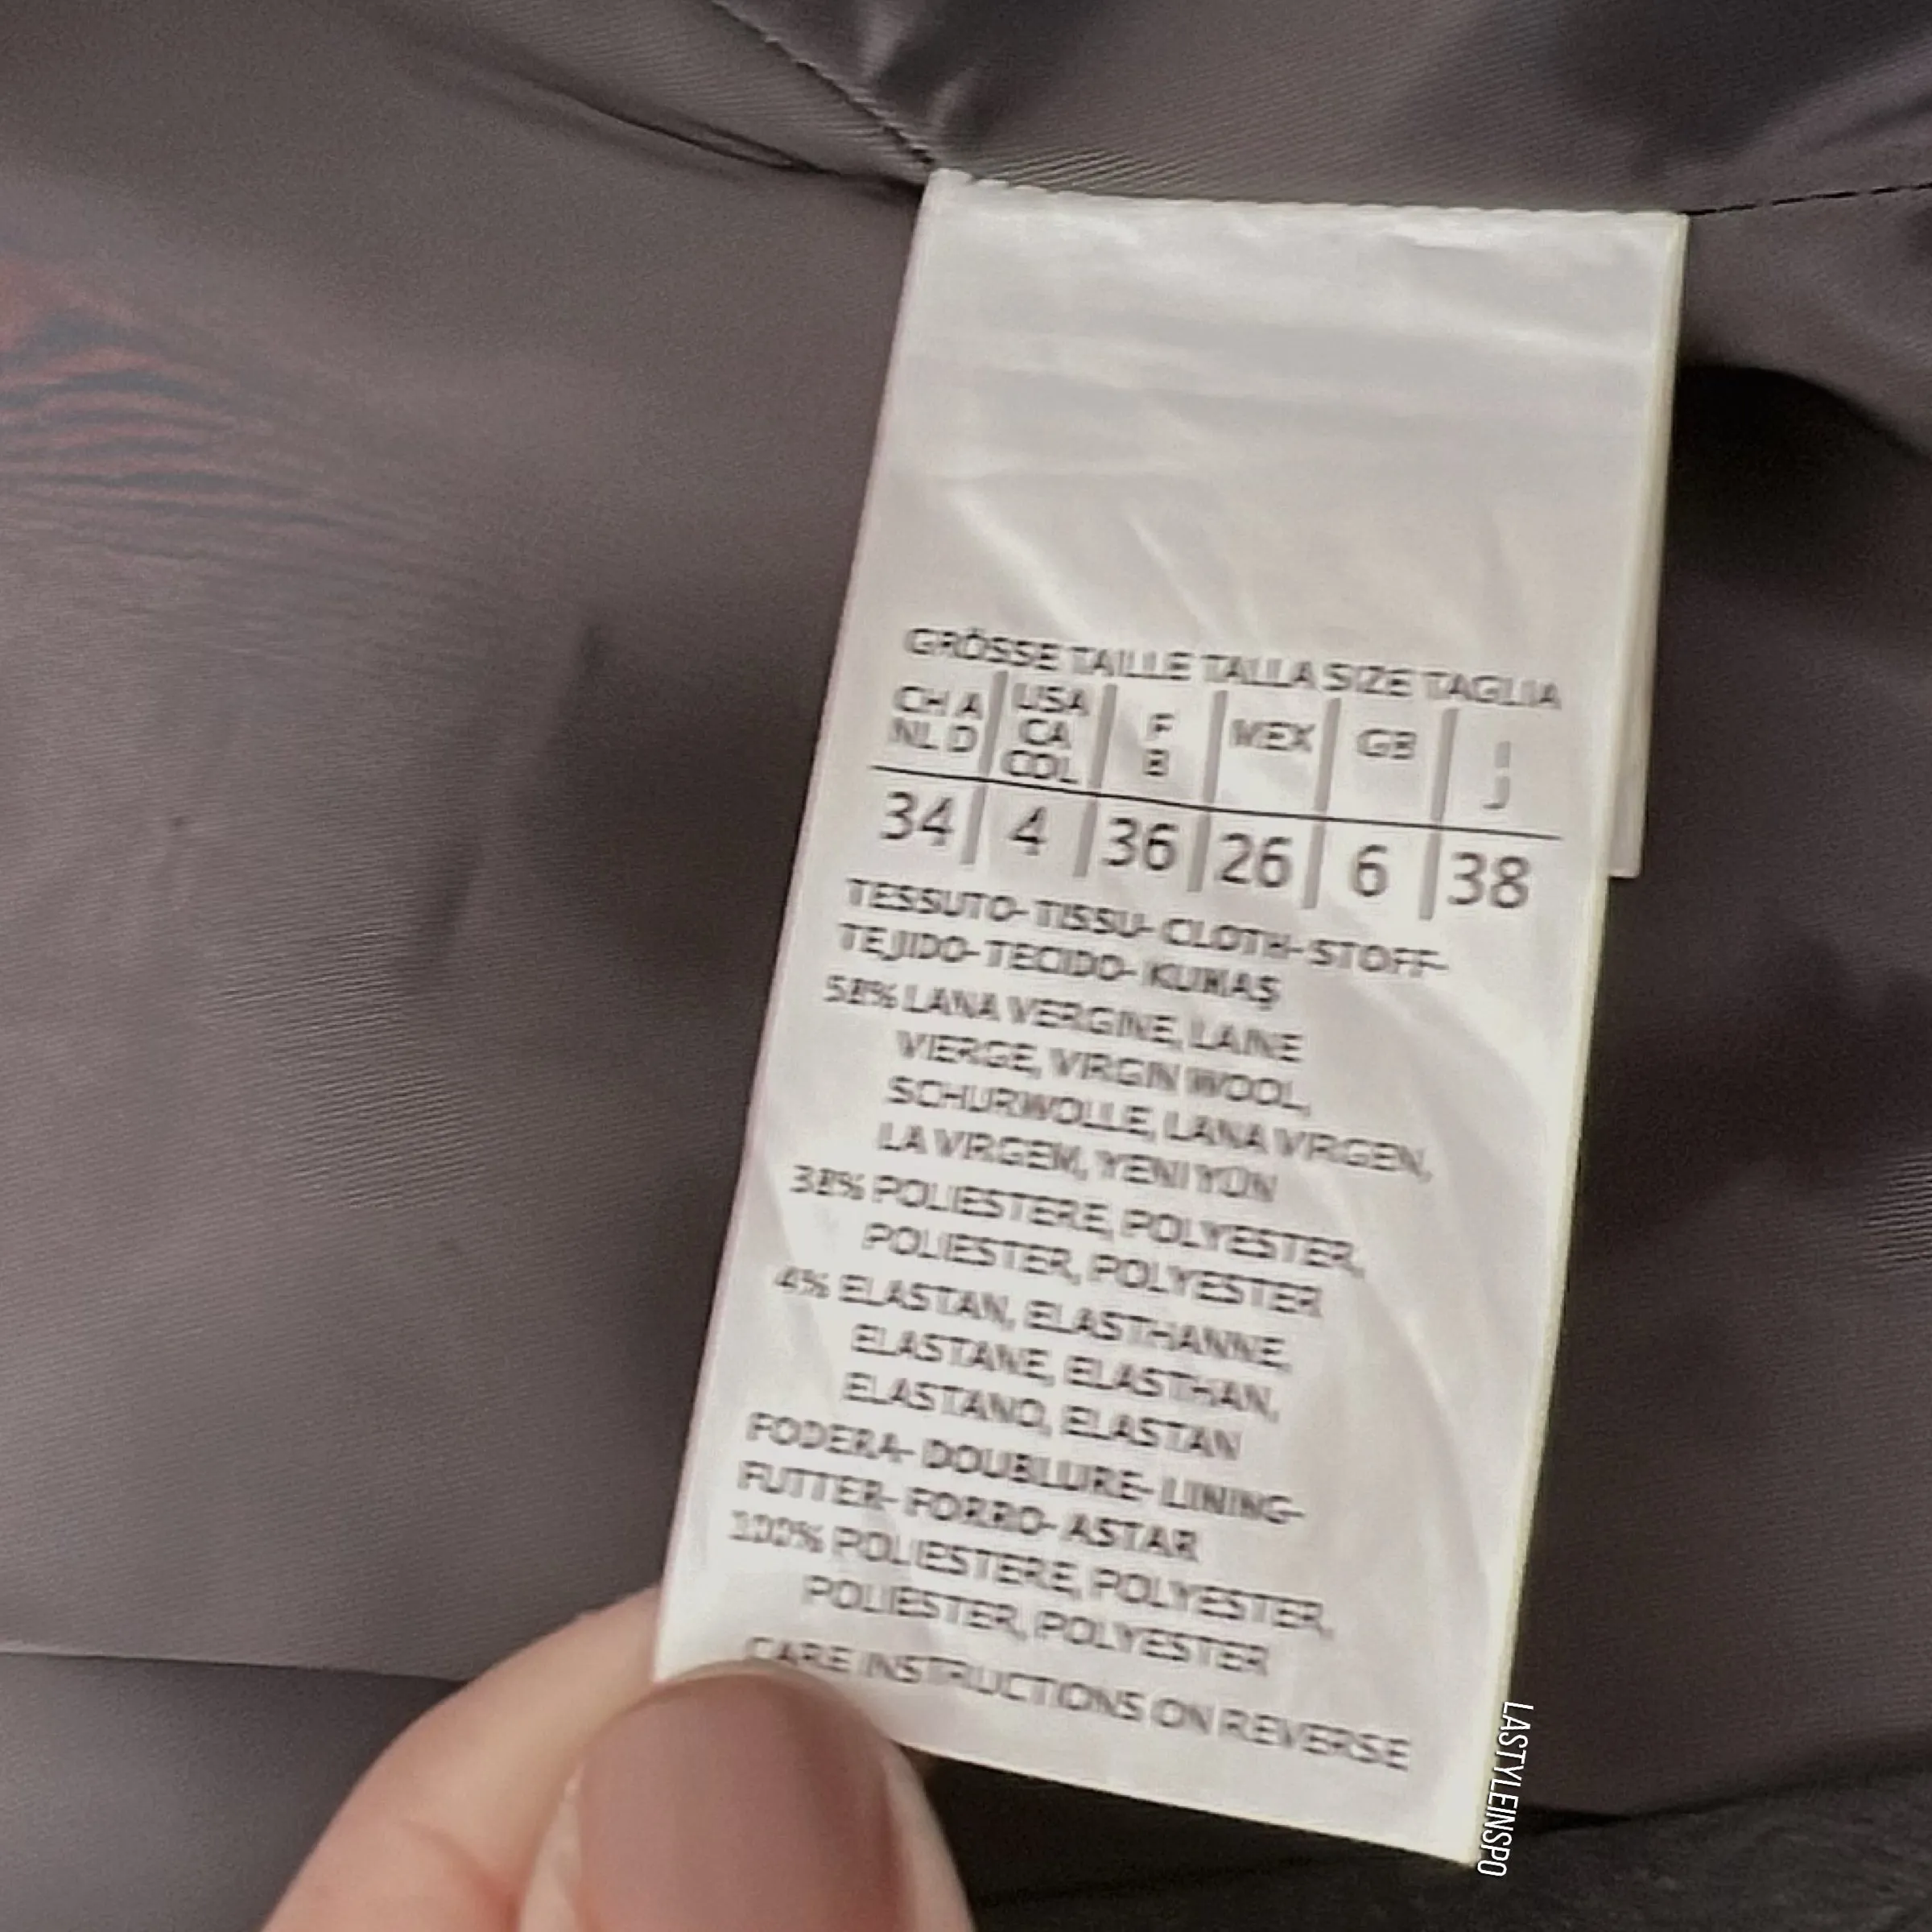 GRÖSSE TAILLE TALLA SIZE TAGLIA
CH A NL D | USA CA COL | F B | MEX | GB | I J
34 | 4 | 36 | 26 | 6 | 38
TESSUTO- TISSU- CLOTH- STOFF-
TEJIDO- TECIDO- KUMAŞ
58% LANA VERGINE, LAINE
VIERGE, VIRGIN WOOL,
SCHURWOLLE, LANA VIRGEN,
LA VIRGEM, YENI YÜN
38% POLIESTERE, POLYESTER,
POLIESTER, POLYESTER
4% ELASTAN, ELASTHANNE,
ELASTANE, ELASTHAN,
ELASTANO, ELASTAN
FODERA- DOUBLURE- LINING-
FUTTER- FORRO- ASTAR
100% POLIESTERE, POLYESTER,
POLIESTER, POLYESTER
CARE INSTRUCTIONS ON REVERSE
LASTYLEINSPO